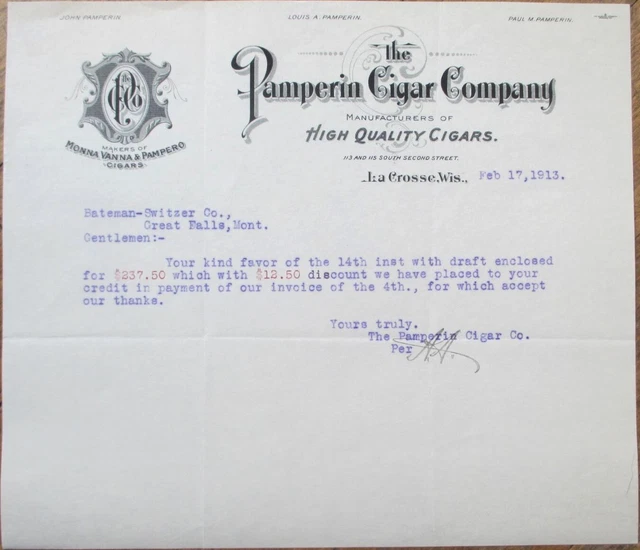 JOHN PAMPERIN
LOUIS A. PAMPERIN.
PAUL M. PAMPERIN.
The
Pamperin Cigar Company
MANUFACTURERS OF
HIGH QUALITY CIGARS.
113 AND 115 SOUTH SECOND STREET.
MAKERS OF
MONNA VANNA & PAMPERO
CIGARS
La Crosse, Wis., Feb 17,1913.
Bateman-Switzer Co.,
Great Falls,Mont.
Gentlemen:-
Your kind favor of the 14th inst with draft enclosed
for $237.50 which with $12.50 discount we have placed to your
credit in payment of our invoice of the 4th., for which accept
our thanks.
Yours truly.
The Pamperin Cigar Co.
Per